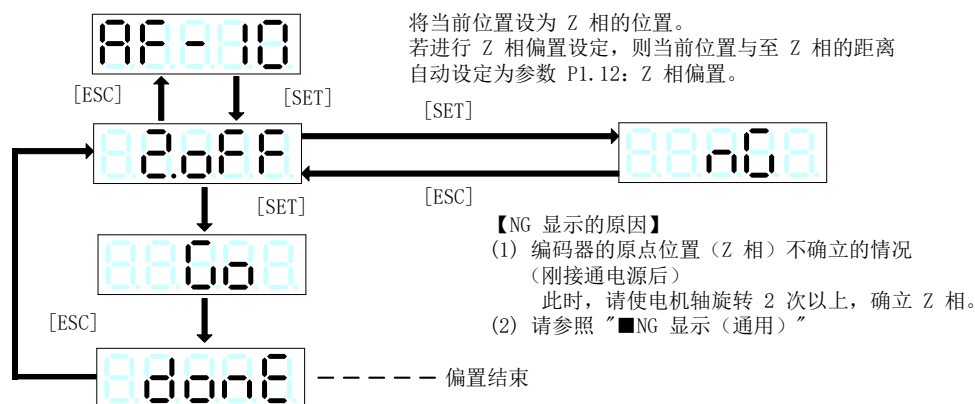 AF-10
将当前位置设为 Z 相的位置。
若进行 Z 相偏置设定，则当前位置与至 Z 相的距离
自动设定为参数 P1.12：Z 相偏置。
[ESC]
[SET]
[SET]
2.oFF
nG
[ESC]
[SET]
【NG 显示的原因】
(1) 编码器的原点位置（Z 相）不确立的情况
（刚接通电源后）
此时，请使电机轴旋转 2 次以上，确立 Z 相。
(2) 请参照 "■NG 显示（通用）"
Go
[ESC]
donE
偏置结束